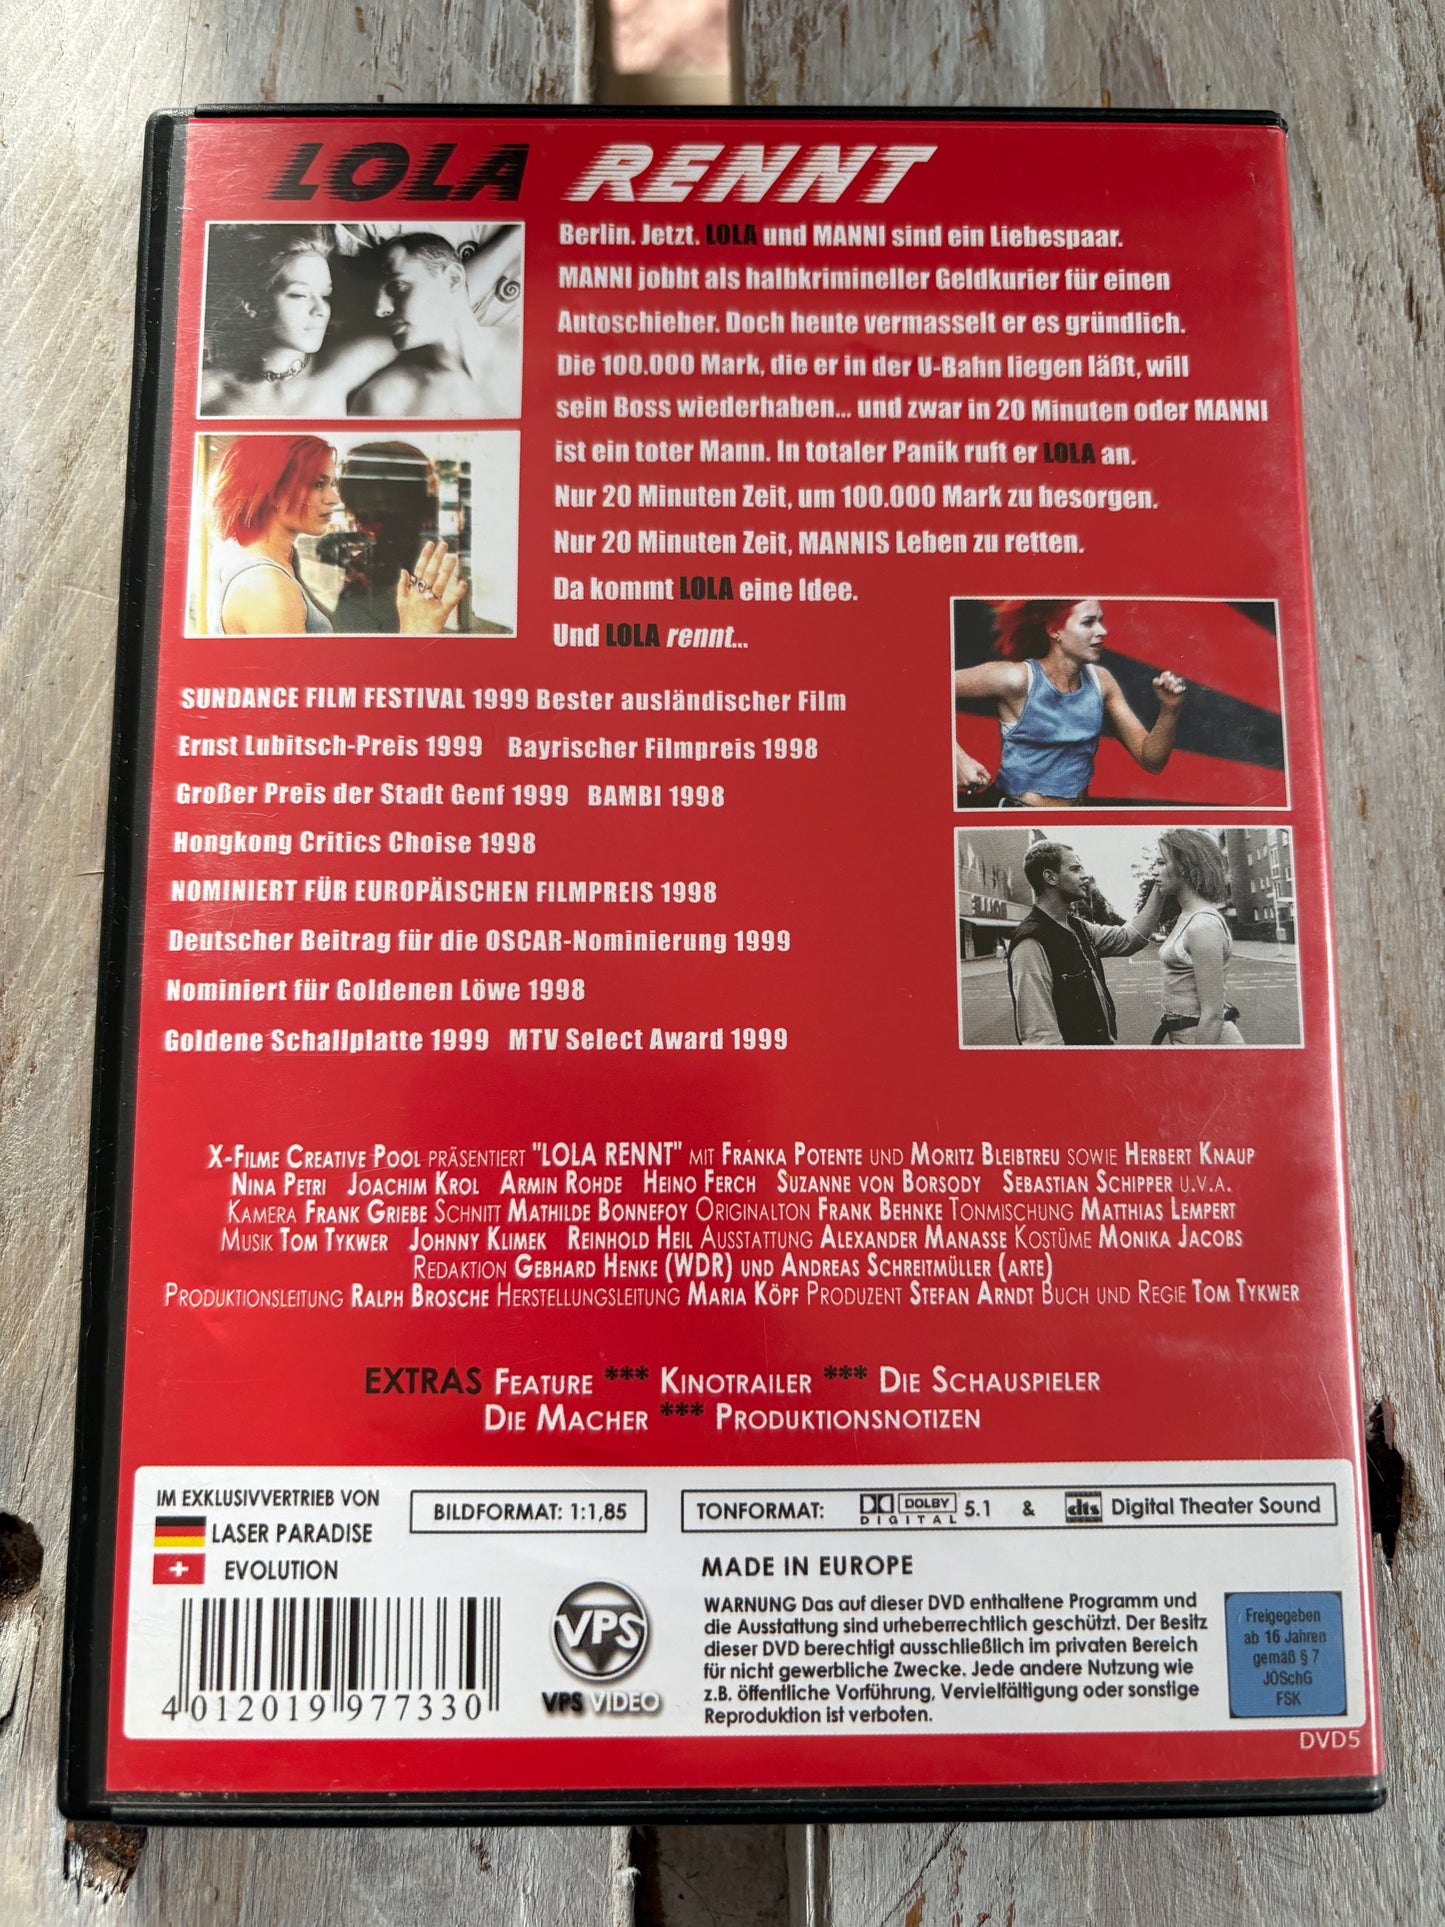 LOLA RENNT
Berlin. Jetzt. LOLA und MANNI sind ein Liebespaar.
MANNI jobbt als halbkrimineller Geldkurier für einen
Autoschieber. Doch heute vermasselt er es gründlich.
Die 100.000 Mark, die er in der U-Bahn liegen läßt, will
sein Boss wiederhaben... und zwar in 20 Minuten oder MANNI
ist ein toter Mann. In totaler Panik ruft er LOLA an.
Nur 20 Minuten Zeit, um 100.000 Mark zu besorgen.
Nur 20 Minuten Zeit, MANNIS Leben zu retten.
Da kommt LOLA eine Idee.
Und LOLA rennt...
SUNDANCE FILM FESTIVAL 1999 Bester ausländischer Film
Ernst Lubitsch-Preis 1999 Bayrischer Filmpreis 1998
Großer Preis der Stadt Genf 1999 BAMBI 1998
Hongkong Critics Choise 1998
NOMINIERT FÜR EUROPÄISCHEN FILMPREIS 1998
Deutscher Beitrag für die OSCAR-Nominierung 1999
Nominiert für Goldenen Löwe 1998
Goldene Schallplatte 1999 MTV Select Award 1999
BOLLE
X-FILME CREATIVE POOL PRÄSENTIERT "LOLA RENNT" MIT FRANKA POTENTE UND MORITZ BLEIBTREU SOWIE HERBERT KNAUP
NINA PETRI JOACHIM KROL ARMIN ROHDE HEINO FERCH SUZANNE VON BORSODY SEBASTIAN SCHIPPER U.V.A.
KAMERA FRANK GRIEBE SCHNITT MATHILDE BONNEFOY ORIGINALTON FRANK BEHNKE TONMISCHUNG MATTHIAS LEMPERT
MUSIK TOM TYKWER JOHNNY KLIMEK REINHOLD HEIL AUSSTATTUNG ALEXANDER MANASSE KOSTÜME MONIKA JACOBS
REDAKTION GEBHARD HENKE (WDR) UND ANDREAS SCHREITMÜLLER (ARTE)
PRODUKTIONSLEITUNG RALPH BROSCHE HERSTELLUNGSLEITUNG MARIA KÖPF PRODUZENT STEFAN ARNDT BUCH UND REGIE TOM TYKWER
EXTRAS FEATURE *** KINOTRAILER *** DIE SCHAUSPIELER
DIE MACHER *** PRODUKTIONSNOTIZEN
IM EXKLUSIVVERTRIEB VON
LASER PARADISE
EVOLUTION
BILDFORMAT: 1:1,85
TONFORMAT: DOLBY DIGITAL 5.1 & dts Digital Theater Sound
MADE IN EUROPE
4 012019 977330
VPS
VPS VIDEO
WARNUNG Das auf dieser DVD enthaltene Programm und
die Ausstattung sind urheberrechtlich geschützt. Der Besitz
dieser DVD berechtigt ausschließlich im privaten Bereich
für nicht gewerbliche Zwecke. Jede andere Nutzung wie
z.B. öffentliche Vorführung, Vervielfältigung oder sonstige
Reproduktion ist verboten.
Freigegeben
ab 16 Jahren
gemäß § 7
JÖSchG
FSK
DVD5